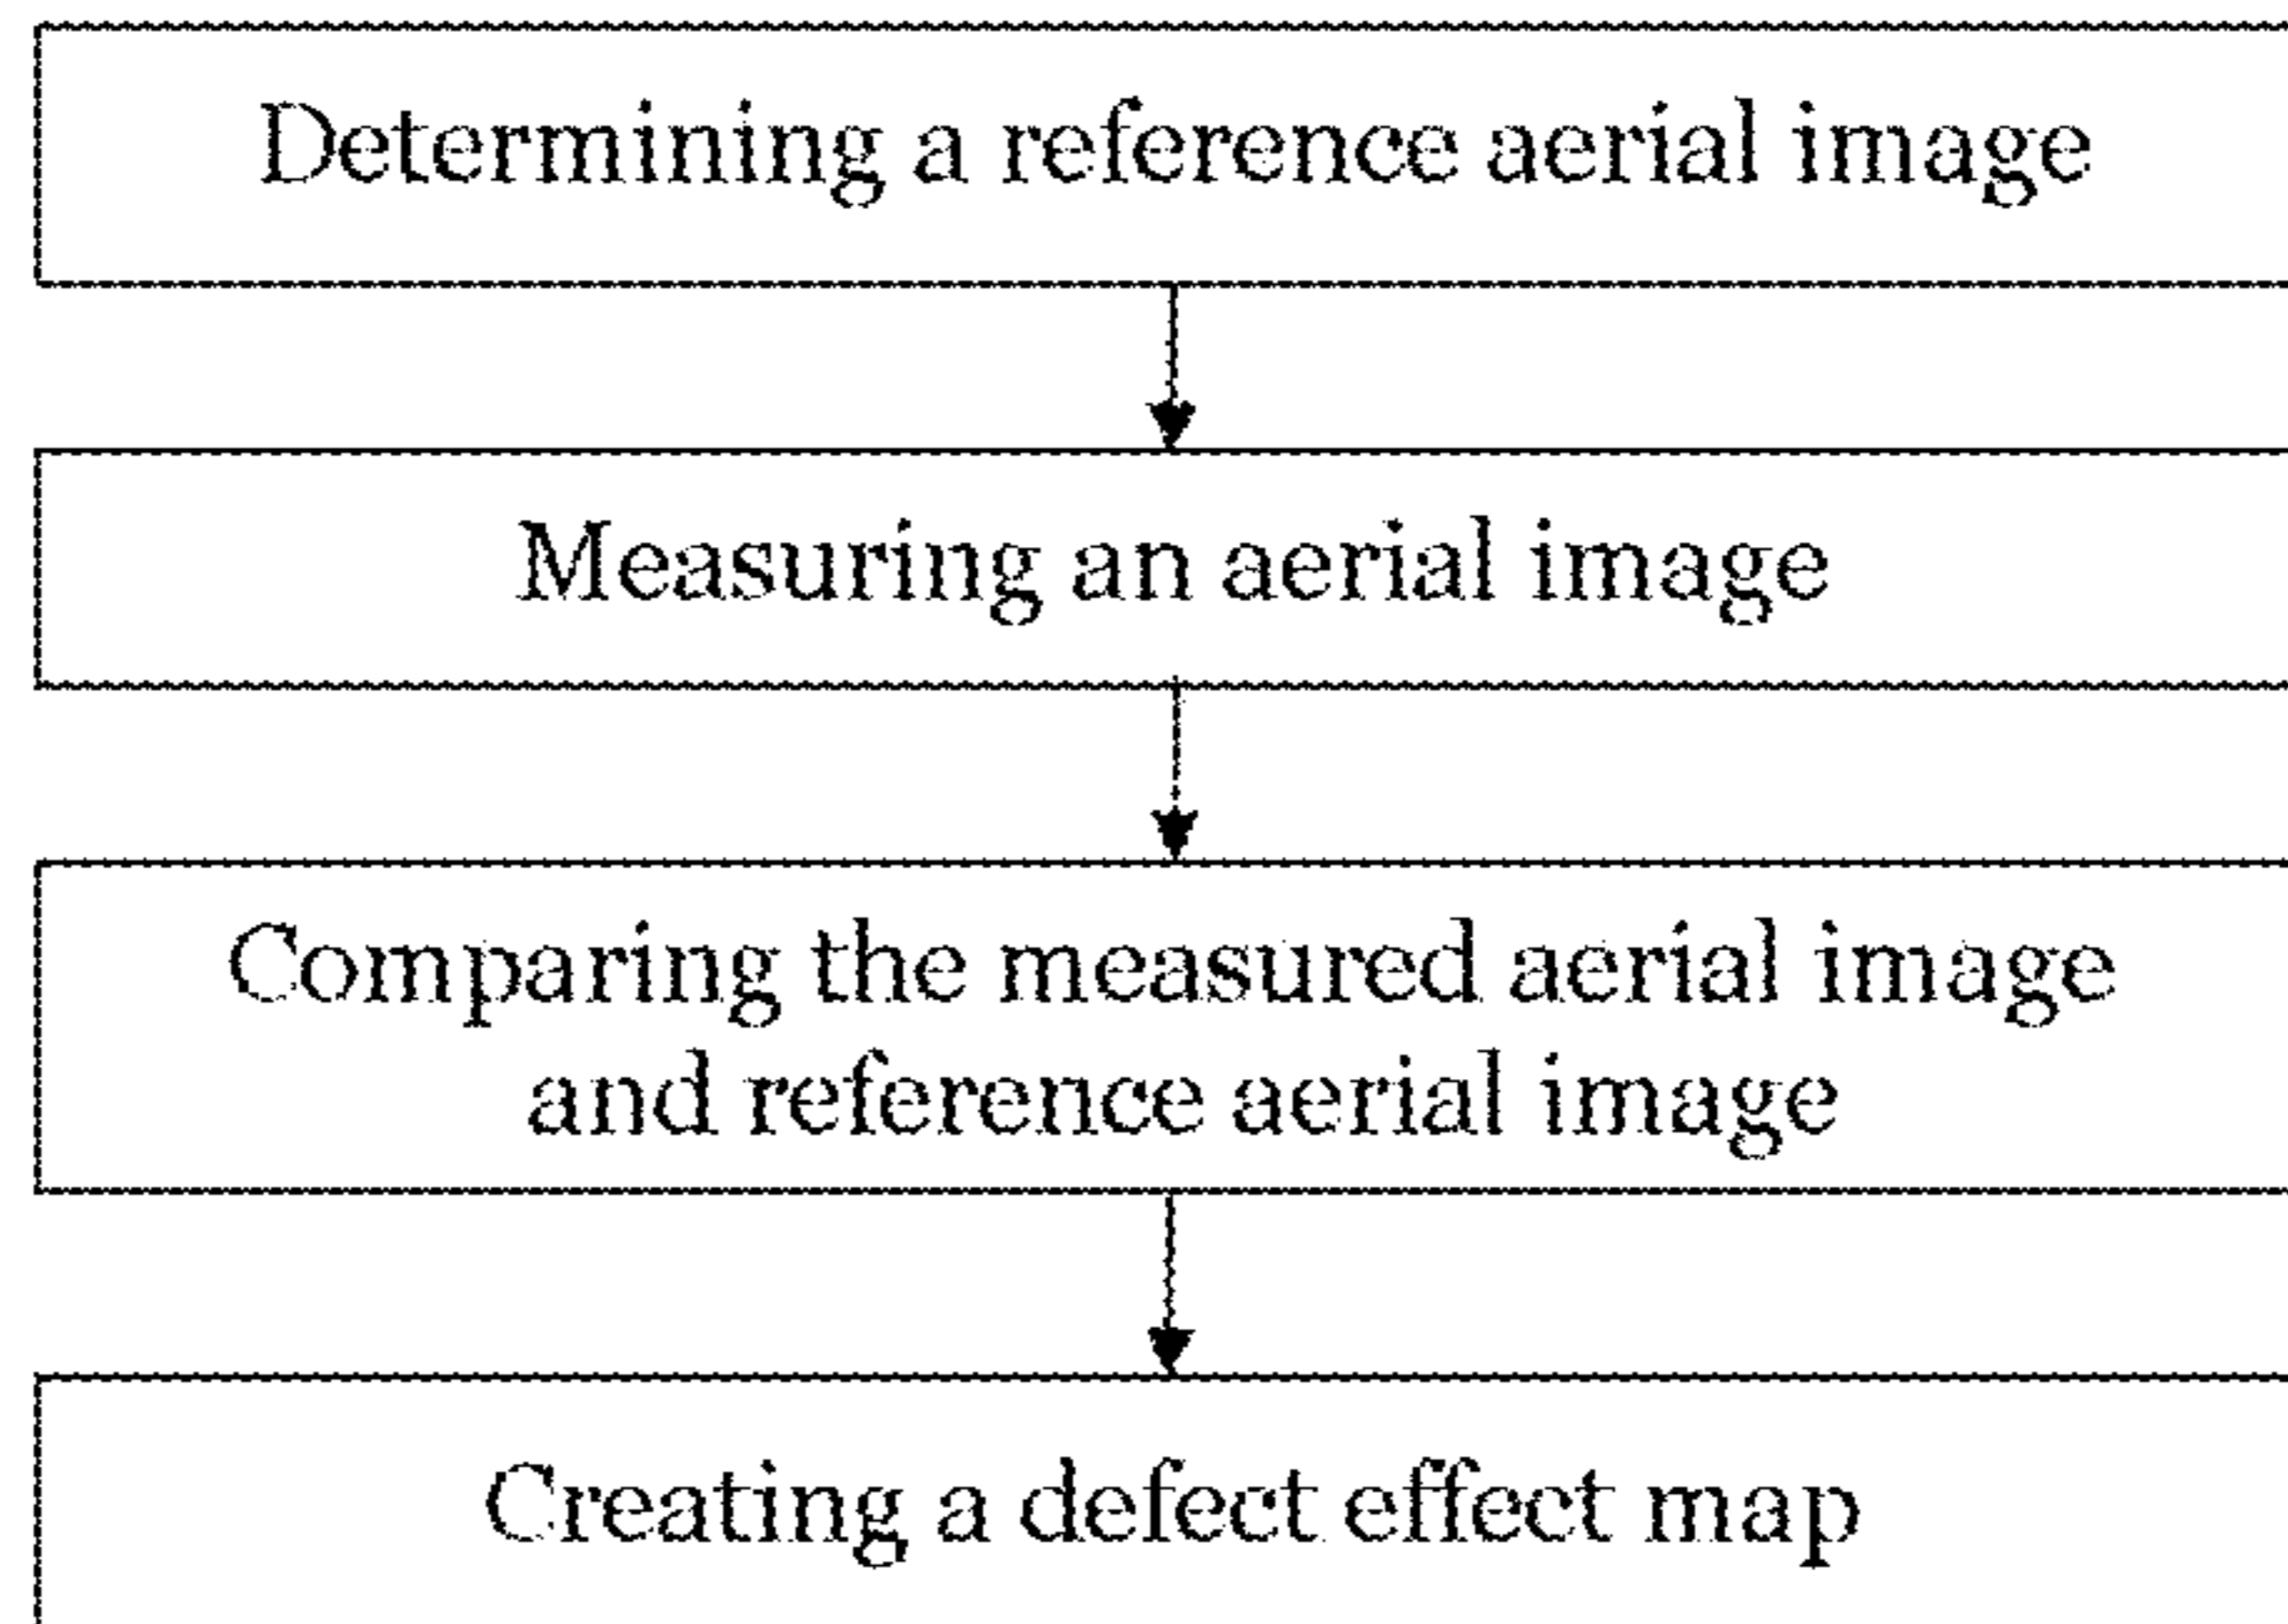 Determining a reference aerial image
Measuring an aerial image
Comparing the measured aerial image
and reference aerial image
Creating a defect effect map